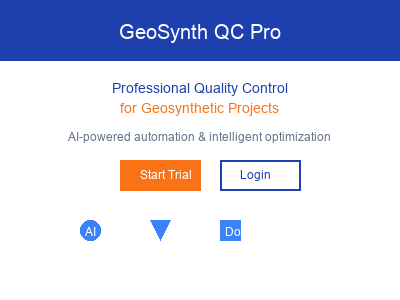 GeoSynth QC Pro
Professional Quality Control
for Geosynthetic Projects
AI-powered automation & intelligent optimization
Start Trial Login
AI Do